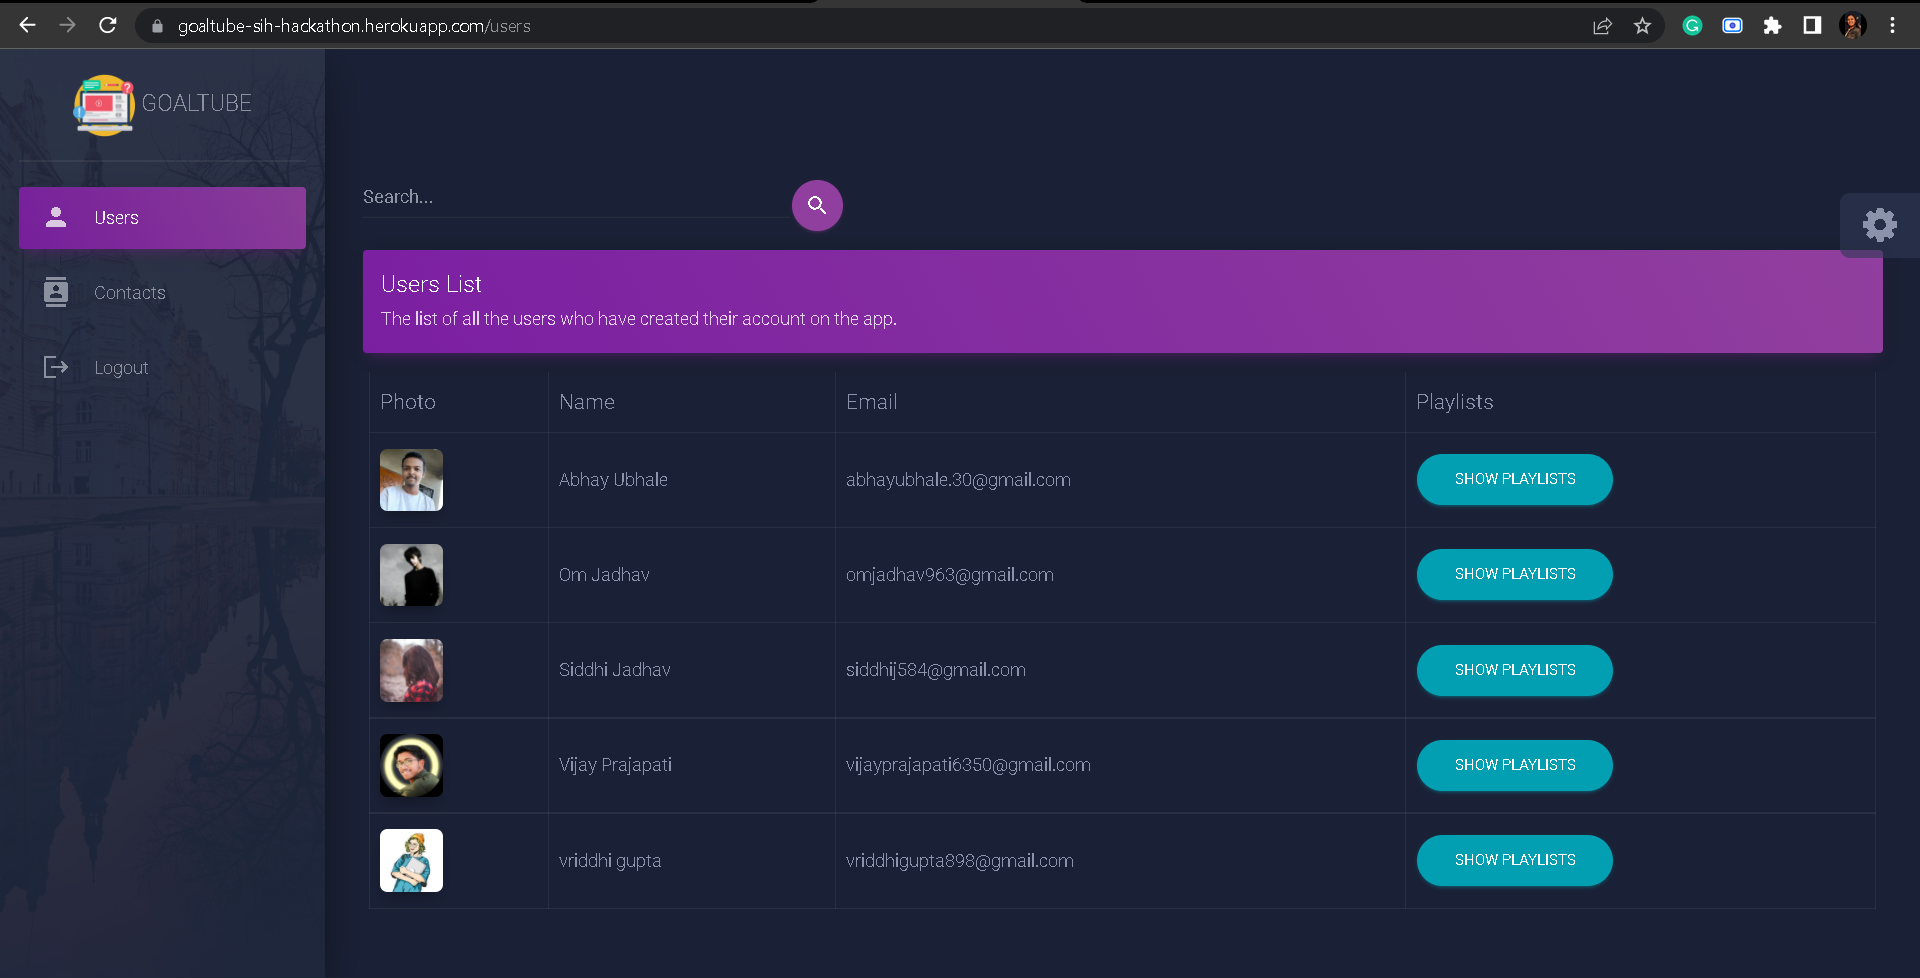 goaltube-sih-hackathon.herokuapp.com/users
GOALTUBE
Users
Contacts
Logout
Search...
Users List
The list of all the users who have created their account on the app.
Photo Name Email Playlists
Abhay Ubhale abhayubhale.30@gmail.com SHOW PLAYLISTS
Om Jadhav omjadhav963@gmail.com SHOW PLAYLISTS
Siddhi Jadhav siddhij584@gmail.com SHOW PLAYLISTS
Vijay Prajapati vijayprajapati6350@gmail.com SHOW PLAYLISTS
vriddhi gupta vriddhigupta898@gmail.com SHOW PLAYLISTS